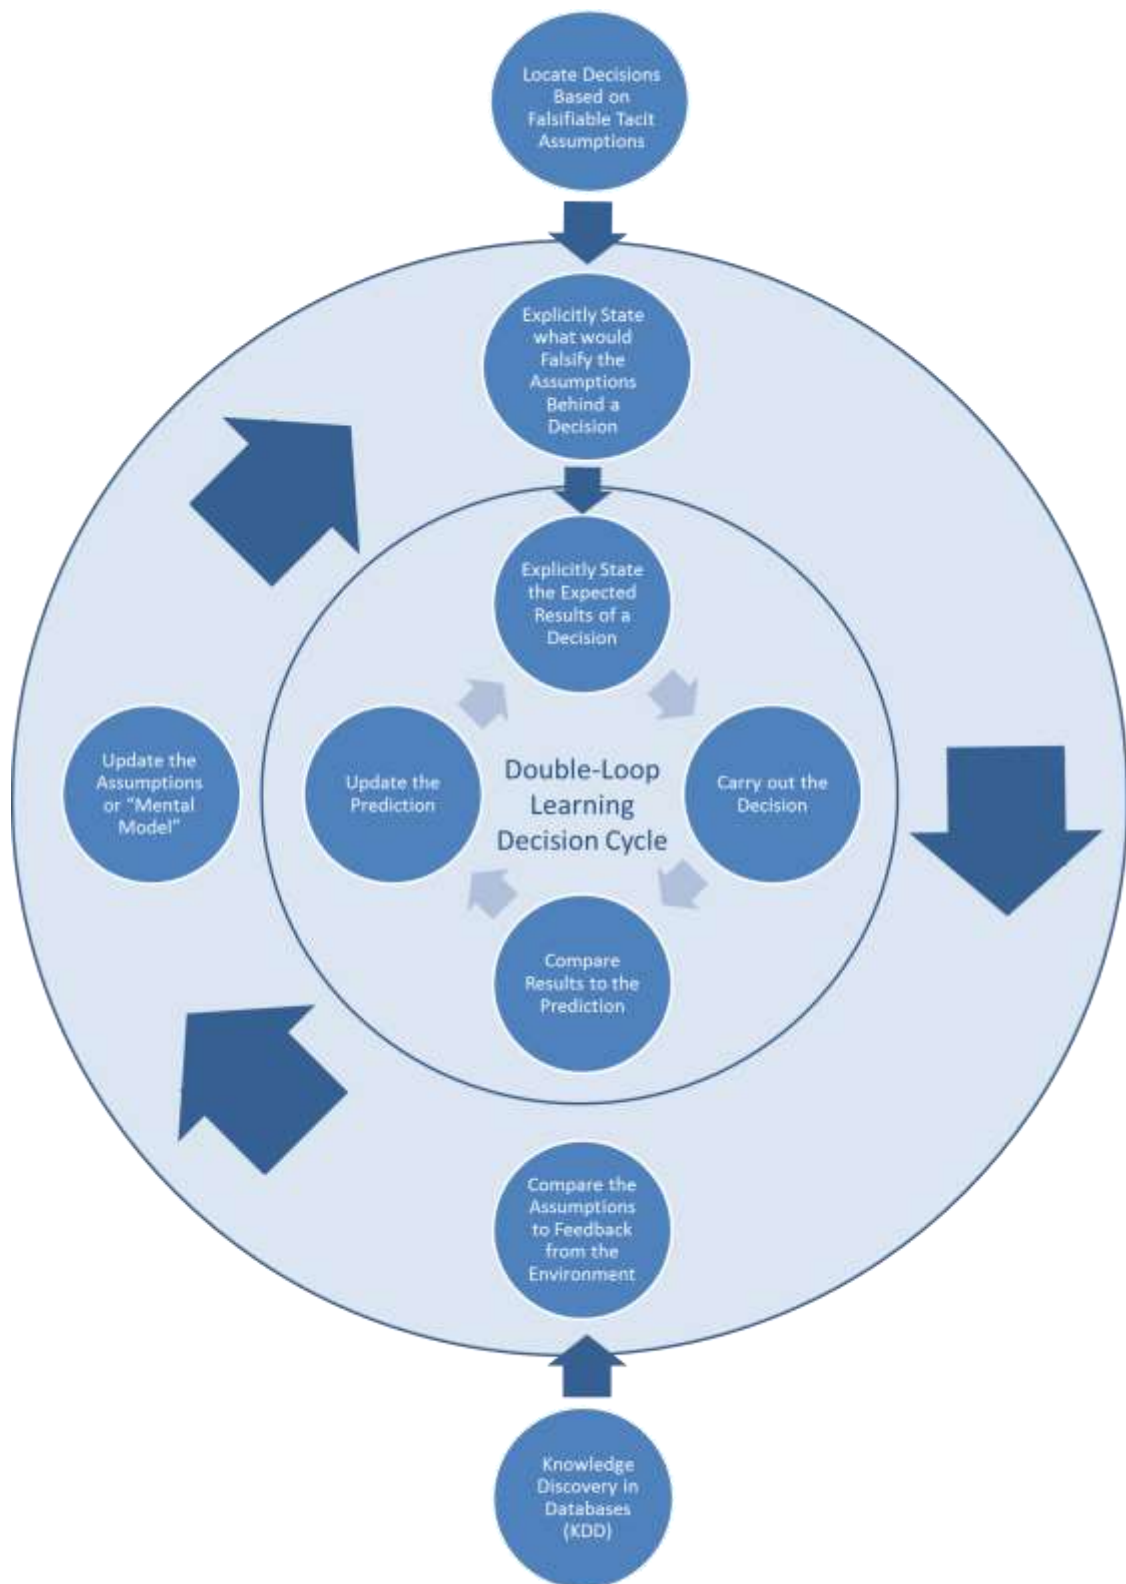 Locate Decisions
Based on
Falsifiable Tacit
Assumptions
Explicitly State
what would
Falsify the
Assumptions
Behind a
Decision
Explicitly State
the Expected
Results of a
Decision
Update the
Assumptions
or “Mental
Model”
Update the
Prediction
Double-Loop
Learning
Decision Cycle
Carry out the
Decision
Compare
Results to the
Prediction
Compare the
Assumptions
to Feedback
from the
Environment
Knowledge
Discovery in
Databases
(KDD)